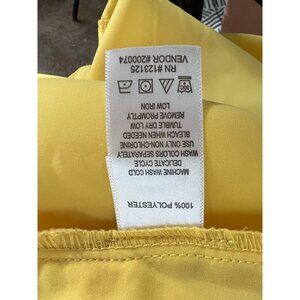 100% POLYESTER
MACHINE WASH COLD
DELICATE CYCLE
WASH COLORS SEPARATELY
USE ONLY NON-CHLORINE
BLEACH WHEN NEEDED
TUMBLE DRY LOW
REMOVE PROMPTLY
LOW IRON
RN #123125
VENDOR #200074